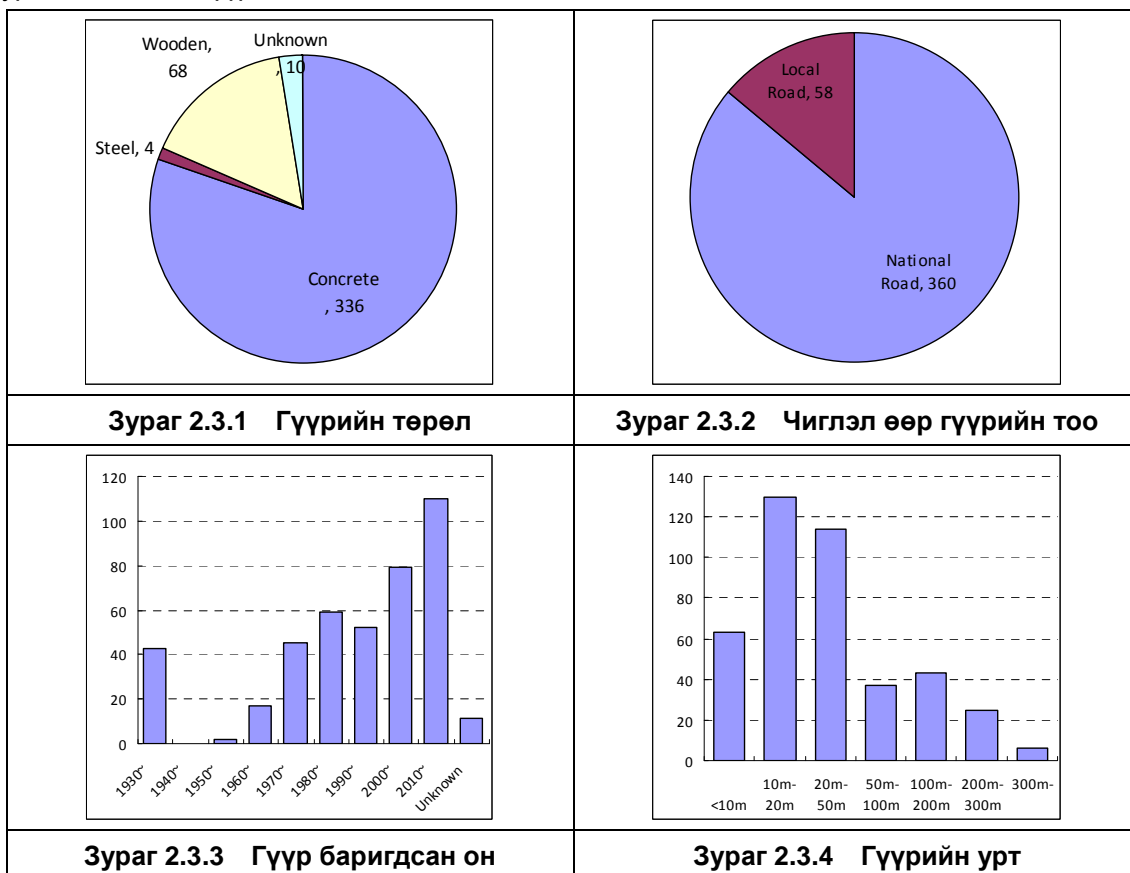 Wooden,
68
Unknown
, 10
Steel, 4
Concrete
, 336
Local
Road, 58
National
Road, 360
Зураг 2.3.1 Гүүрийн төрөл
Зураг 2.3.2 Чиглэл өөр гүүрийн тоо
120
100
80
60
40
20
0
1930~
1940~
1950~
1960~
1970~
1980~
1990~
2000~
2010~
Unknown
140
120
100
80
60
40
20
0
<10m
10m-
20m
20m-
50m
50m-
100m
100m-
200m
200m-
300m
300m-
Зураг 2.3.3 Гүүр баригдсан он
Зураг 2.3.4 Гүүрийн урт